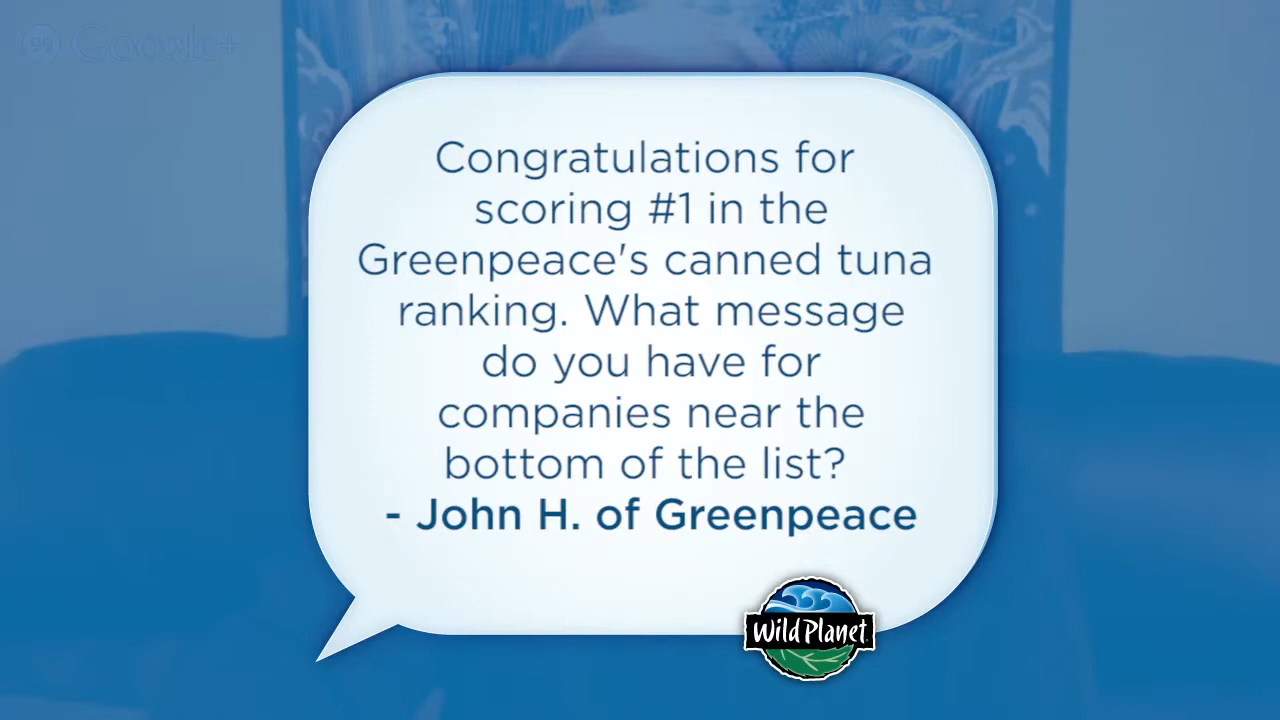 Google+
Congratulations for
scoring #1 in the
Greenpeace's canned tuna
ranking. What message
do you have for
companies near the
bottom of the list?
- John H. of Greenpeace
Wild Planet